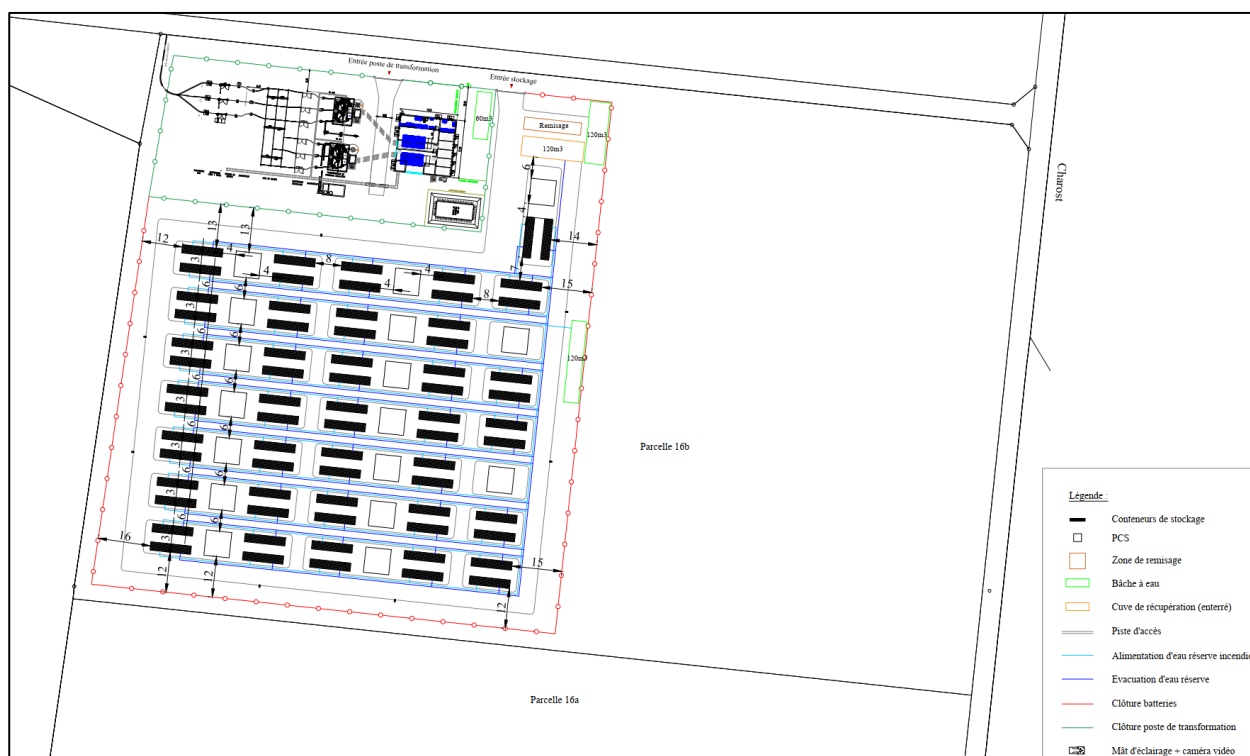 Entrée poste de transformation
Entrée stockage
60m3
Remisage
120m3
120m3
6
4
13
13
12
14
4
8
7
3
4
4
4
8
15
6
6
3
6
6
120m3
3
6
6
3
6
6
Charost
Parcelle 16b
3
6
6
3
6
6
3
16
12
12
15
12
Parcelle 16a
Légende :
Conteneurs de stockage
PCS
Zone de remisage
Bâche à eau
Cuve de récupération (enterré)
Piste d'accès
Alimentation d'eau réserve incendie
Evacuation d'eau réserve
Clôture batteries
Clôture poste de transformation
Mât d'éclairage + caméra vidéo